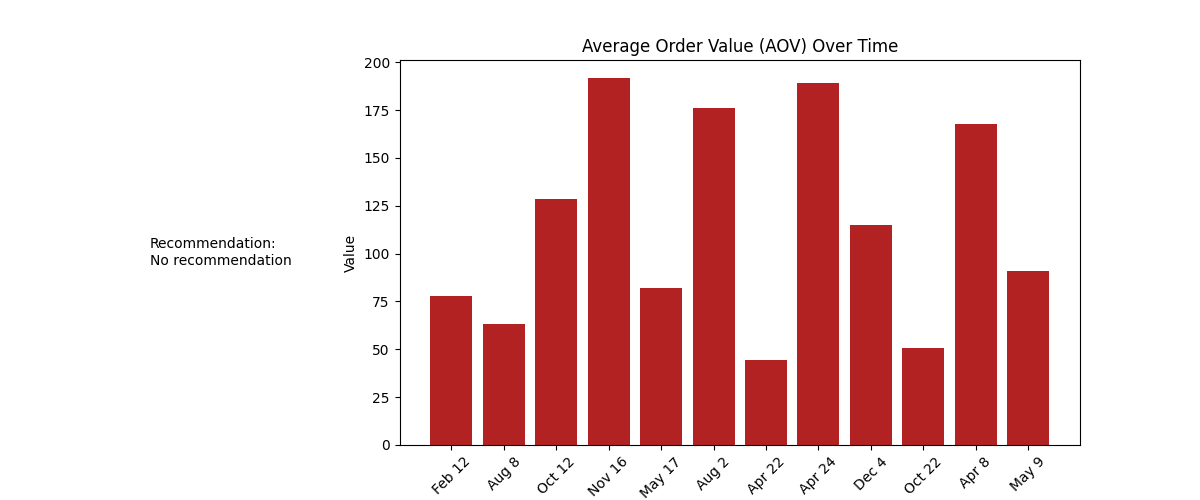 Average Order Value (AOV) Over Time
Recommendation:
No recommendation
Value
200
175
150
125
100
75
50
25
0
Feb 12
Aug 8
Oct 12
Nov 16
May 17
Aug 2
Apr 22
Apr 24
Dec 4
Oct 22
Apr 8
May 9